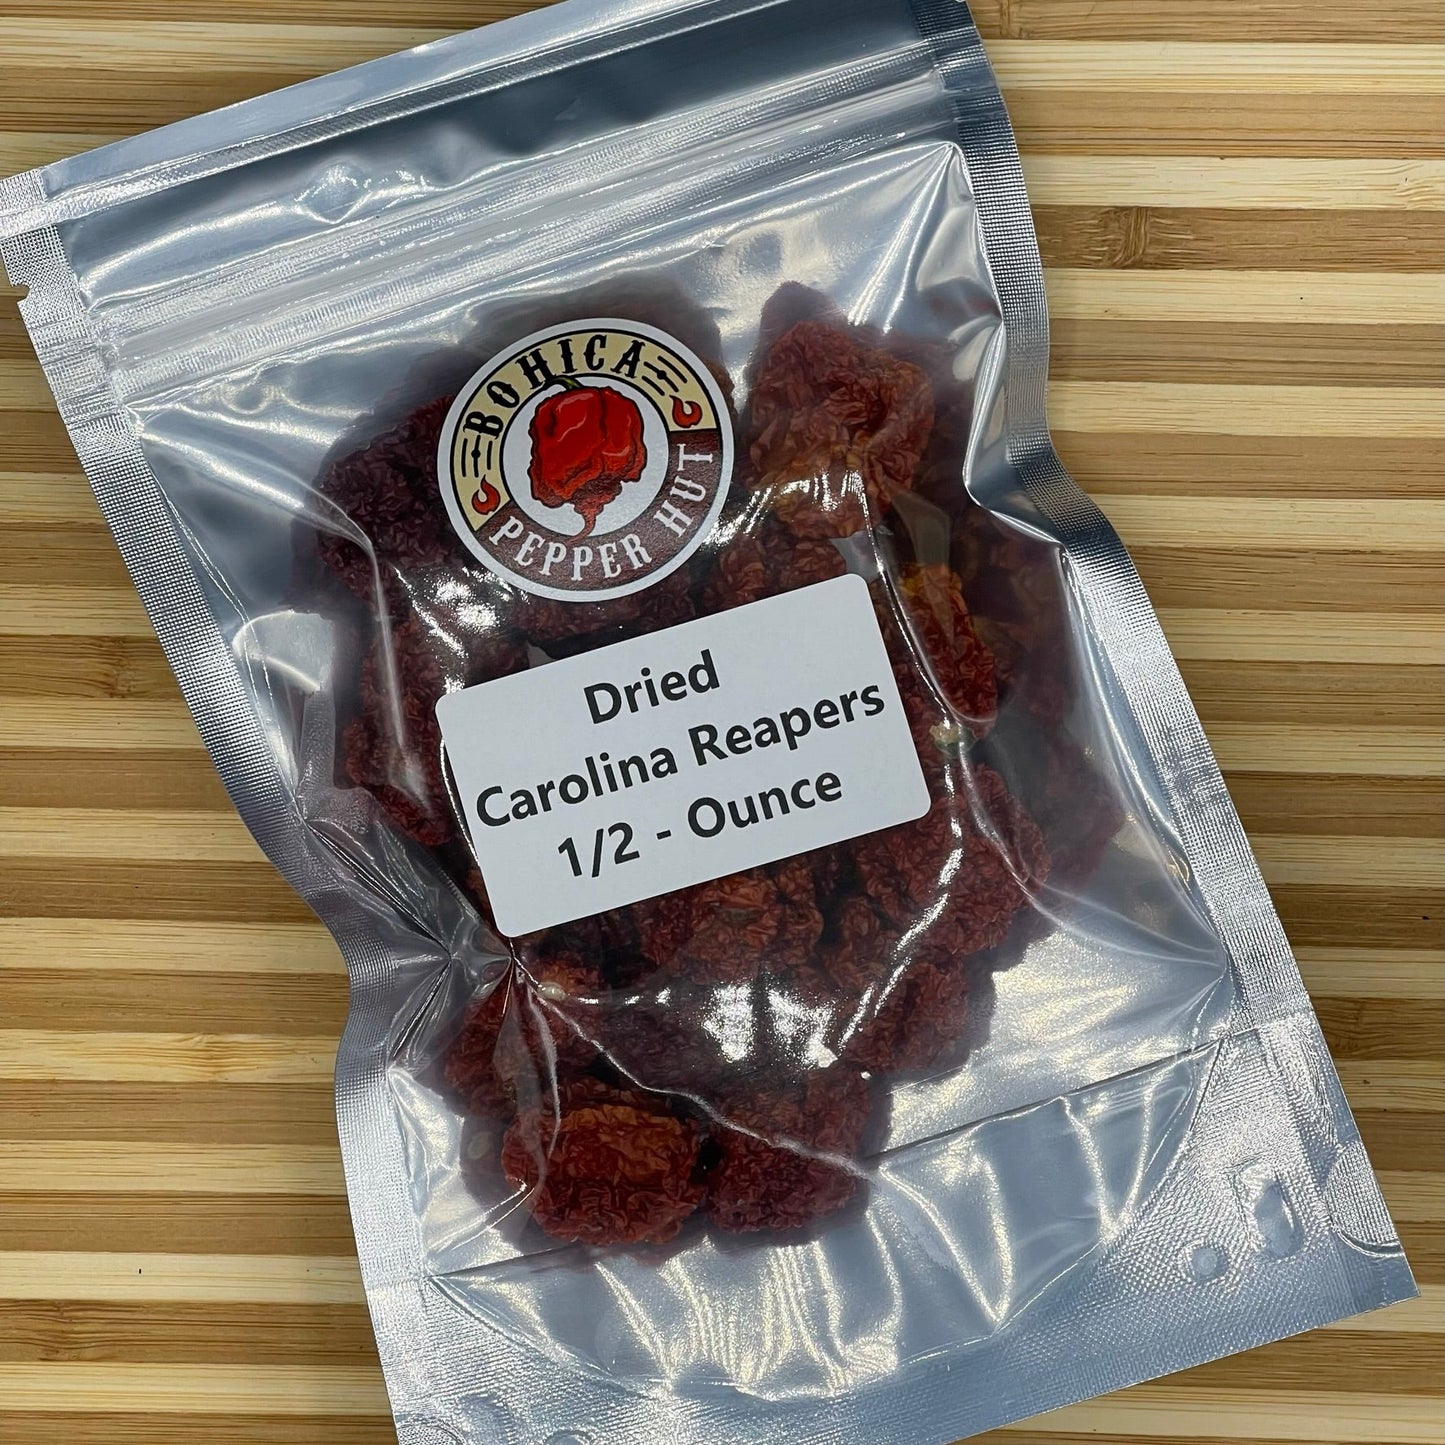 BOHICA
PEPPER HUT
Dried
Carolina Reapers
1/2 - Ounce